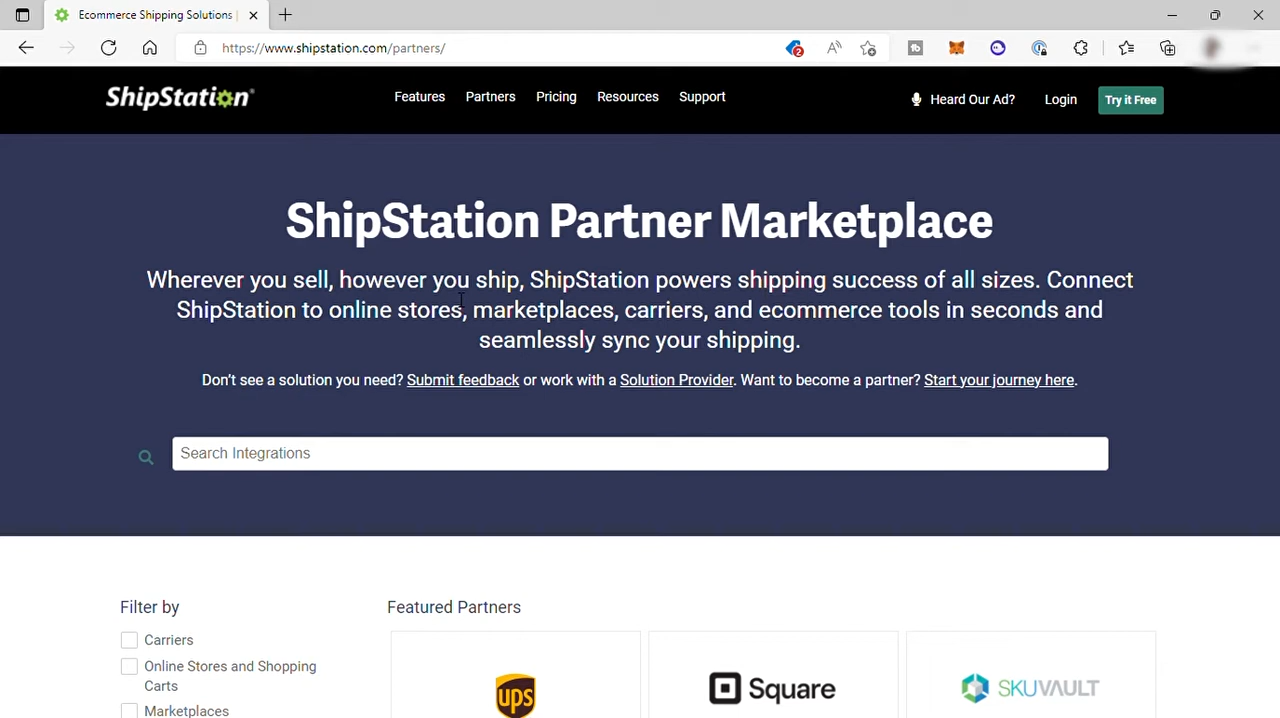 Ecommerce Shipping Solutions
https://www.shipstation.com/partners/
2
ShipStation®
Features
Partners
Pricing
Resources
Support
Heard Our Ad?
Login
Try it Free
ShipStation Partner Marketplace
Wherever you sell, however you ship, ShipStation powers shipping success of all sizes. Connect
ShipStation to online stores, marketplaces, carriers, and ecommerce tools in seconds and
seamlessly sync your shipping.
Don't see a solution you need? Submit feedback or work with a Solution Provider. Want to become a partner? Start your journey here.
Search Integrations
Filter by
Featured Partners
Carriers
Online Stores and Shopping
Carts
Marketplaces
ups
Square
SKUVAULT